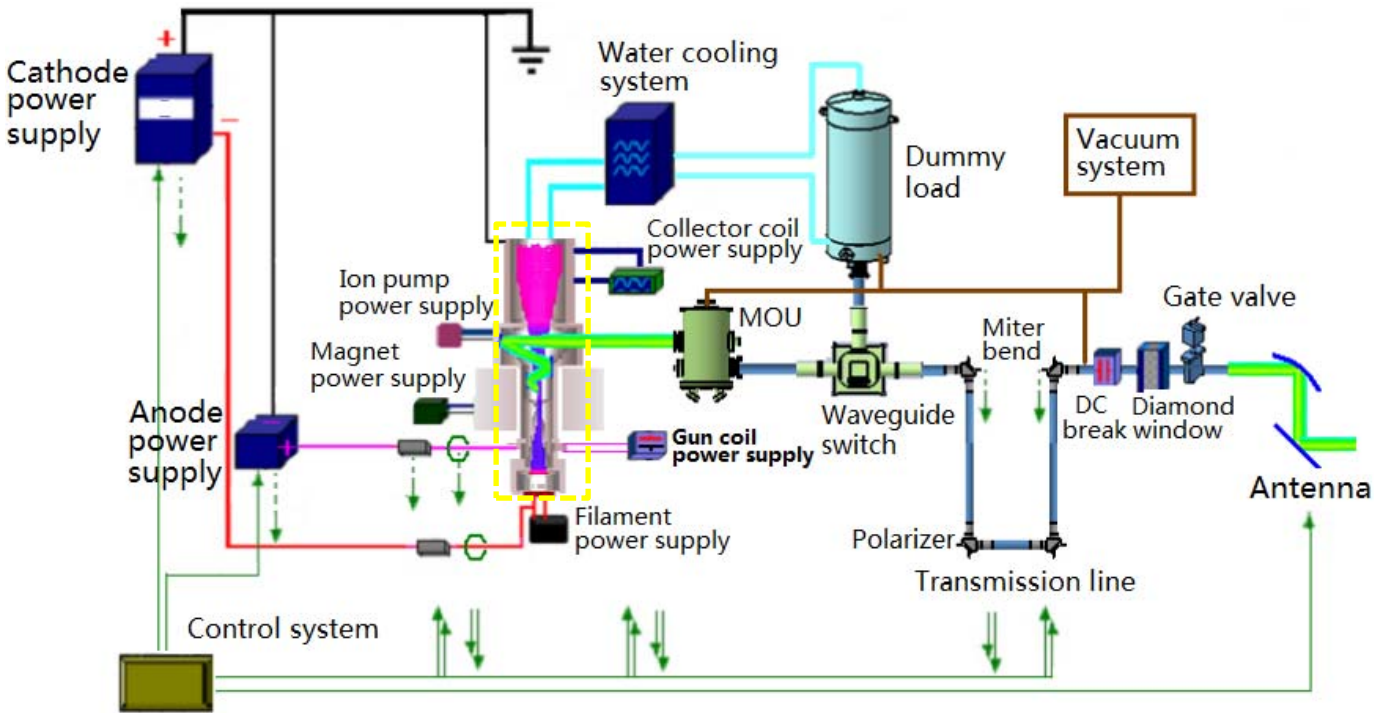 Cathode
power
supply
+
−
Water cooling
system
Dummy
load
Vacuum
system
Collector coil
power supply
Ion pump
power supply
MOU
Gate valve
Miter
bend
Magnet
power supply
Waveguide
switch
DC
break
Diamond
window
Anode
power
supply
−
+
Gun coil
power supply
Antenna
Filament
power supply
Polarizer
Transmission line
Control system